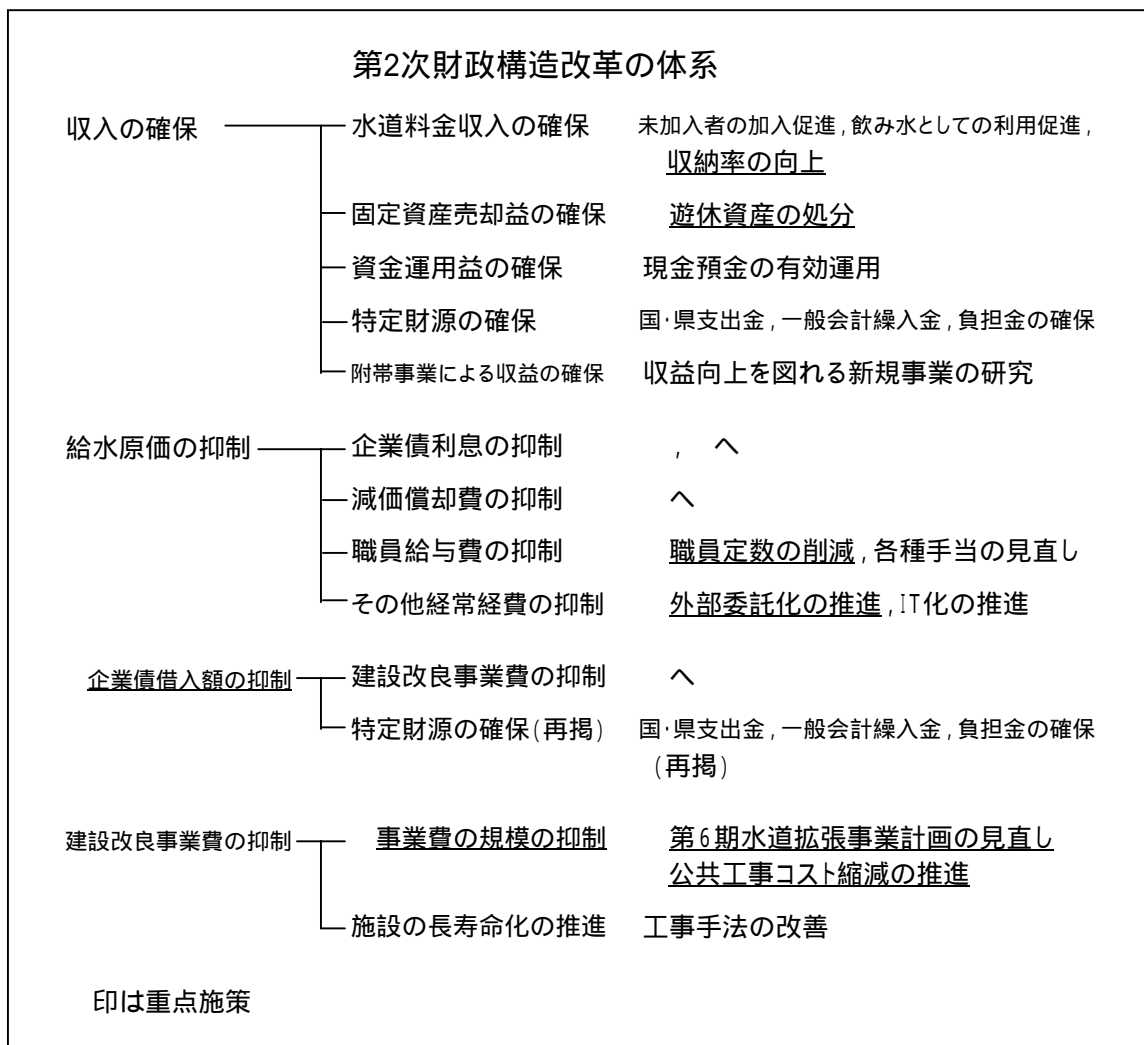 第2次財政構造改革の体系
収入の確保 水道料金収入の確保 未加入者の加入促進,飲み水としての利用促進,
収納率の向上
固定資産売却益の確保 遊休資産の処分
資金運用益の確保 現金預金の有効運用
特定財源の確保 国・県支出金,一般会計繰入金,負担金の確保
附帯事業による収益の確保 収益向上を図れる新規事業の研究
給水原価の抑制 企業債利息の抑制 , へ
減価償却費の抑制 へ
職員給与費の抑制 職員定数の削減,各種手当の見直し
その他経常経費の抑制 外部委託化の推進,IT化の推進
企業債借入額の抑制 建設改良事業費の抑制 へ
特定財源の確保(再掲) 国・県支出金,一般会計繰入金,負担金の確保
(再掲)
建設改良事業費の抑制 事業費の規模の抑制 第6期水道拡張事業計画の見直し
公共工事コスト縮減の推進
施設の長寿命化の推進 工事手法の改善
印は重点施策